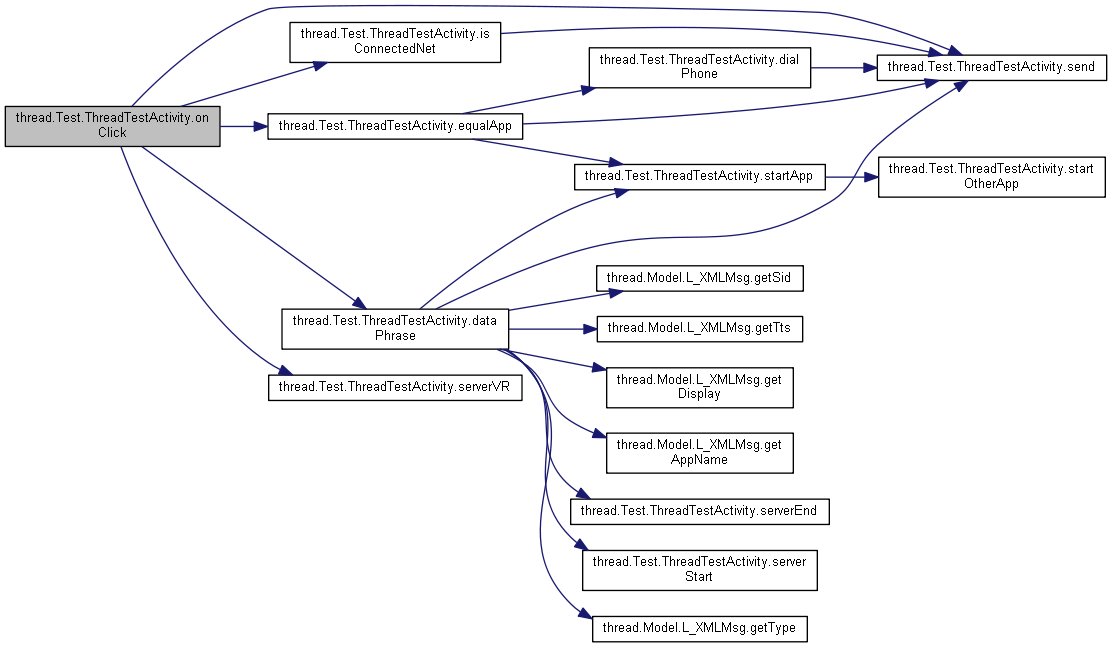 thread.Test.ThreadTestActivity.on
Click
thread.Test.ThreadTestActivity.is
ConnectedNet
thread.Test.ThreadTestActivity.equalApp
thread.Test.ThreadTestActivity.data
Phrase
thread.Test.ThreadTestActivity.serverVR
thread.Test.ThreadTestActivity.dial
Phone
thread.Test.ThreadTestActivity.startApp
thread.Model.L_XMLMsg.getSid
thread.Model.L_XMLMsg.getTts
thread.Model.L_XMLMsg.get
Display
thread.Model.L_XMLMsg.get
AppName
thread.Test.ThreadTestActivity.serverEnd
thread.Test.ThreadTestActivity.server
Start
thread.Model.L_XMLMsg.getType
thread.Test.ThreadTestActivity.send
thread.Test.ThreadTestActivity.start
OtherApp